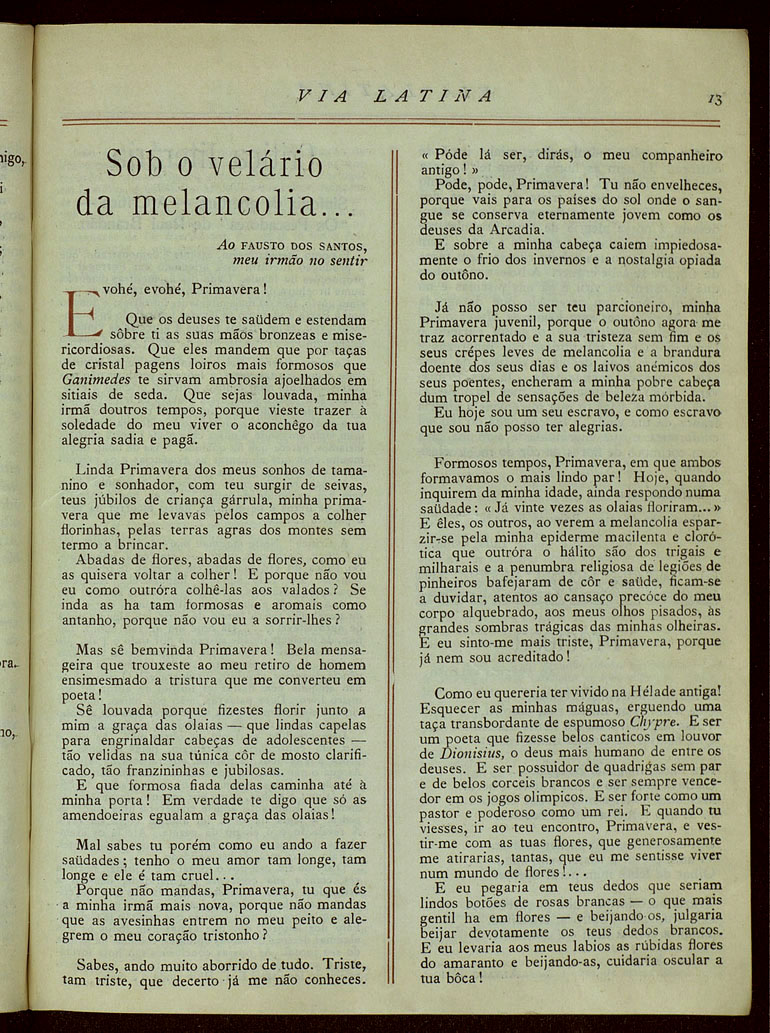 VIA LATINA
13
Sob o velário
da melancolia...
Ao FAUSTO DOS SANTOS,
meu irmão no sentir
Evohé, evohé, Primavera!
Que os deuses te saüdem e estendam
sôbre ti as suas mãos bronzeas e mise-
ricordiosas. Que eles mandem que por taças
de cristal pagens loiros mais formosos que
Ganimedes te sirvam ambrosia ajoelhados em
sitiais de seda. Que sejas louvada, minha
irmã doutros tempos, porque vieste trazer à
soledade do meu viver o aconchêgo da tua
alegria sadia e pagã.
Linda Primavera dos meus sonhos de tama-
nino e sonhador, com teu surgir de seivas,
teus júbilos de criança gárrula, minha prima-
vera que me levavas pelos campos a colher
florinhas, pelas terras agras dos montes sem
termo a brincar.
Abadas de flores, abadas de flores, como eu
as quisera voltar a colher! E porque não vou
eu como outróra colhê-las aos valados? Se
inda as ha tam formosas e aromais como
antanho, porque não vou eu a sorrir-lhes?
Mas sê bemvinda Primavera! Bela mensa-
geira que trouxeste ao meu retiro de homem
ensimesmado a tristura que me converteu em
poeta!
Sê louvada porque fizestes florir junto a
mim a graça das olaias — que lindas capelas
para engrinaldar cabeças de adolescentes —
tão velidas na sua túnica côr de mosto clarifi-
cado, tão franzininhas e jubilosas.
E que formosa fiada delas caminha até à
minha porta! Em verdade te digo que só as
amendoeiras egualam a graça das olaias!
Mal sabes tu porém como eu ando a fazer
saüdades; tenho o meu amor tam longe, tam
longe e ele é tam cruel...
Porque não mandas, Primavera, tu que és
a minha irmã mais nova, porque não mandas
que as avesinhas entrem no meu peito e ale-
grem o meu coração tristonho?
Sabes, ando muito aborrido de tudo. Triste,
tam triste, que decerto já me não conheces.
« Póde lá ser, dirás, o meu companheiro
antigo! »
Pode, pode, Primavera! Tu não envelheces,
porque vais para os países do sol onde o san-
gue se conserva eternamente jovem como os
deuses da Arcadia.
E sobre a minha cabeça caiem impiedosa-
mente o frio dos invernos e a nostalgia opiada
do outôno.
Já não posso ser teu parcioneiro, minha
Primavera juvenil, porque o outôno agora me
traz acorrentado e a sua tristeza sem fim e os
seus crépes leves de melancolia e a brandura
doente dos seus dias e os laivos anémicos dos
seus poentes, encheram a minha pobre cabeça
dum tropel de sensações de beleza mórbida.
Eu hoje sou um seu escravo, e como escravo
que sou não posso ter alegrias.
Formosos tempos, Primavera, em que ambos
formavamos o mais lindo par! Hoje, quando
inquirem da minha idade, ainda respondo numa
saüdade: « Já vinte vezes as olaias floriram... »
E êles, os outros, ao verem a melancolia espar-
zir-se pela minha epiderme macilenta e cloró-
tica que outróra o hálito são dos trigais e
milharais e a penumbra religiosa de legiões de
pinheiros bafejaram de côr e saüde, ficam-se
a duvidar, atentos ao cansaço precóce do meu
corpo alquebrado, aos meus olhos pisados, às
grandes sombras trágicas das minhas olheiras.
E eu sinto-me mais triste, Primavera, porque
já nem sou acreditado!
Como eu quereria ter vivido na Hélade antiga!
Esquecer as minhas máguas, erguendo uma
taça transbordante de espumoso Chypre. E ser
um poeta que fizesse belos canticos em louvor
de Dionisius, o deus mais humano de entre os
deuses. E ser possuidor de quadrigas sem par
e de belos corceis brancos e ser sempre vence-
dor em os jogos olimpicos. E ser forte como um
pastor e poderoso como um rei. E quando tu
viesses, ir ao teu encontro, Primavera, e ves-
tir-me com as tuas flores, que generosamente
me atirarias, tantas, que eu me sentisse viver
num mundo de flores!...
E eu pegaria em teus dedos que seriam
lindos botões de rosas brancas — o que mais
gentil ha em flores — e beijando os, julgaria
beijar devotamente os teus dedos brancos.
E eu levaria aos meus labios as rúbidas flores
do amaranto e beijando-as, cuidaria oscular a
tua bôca!